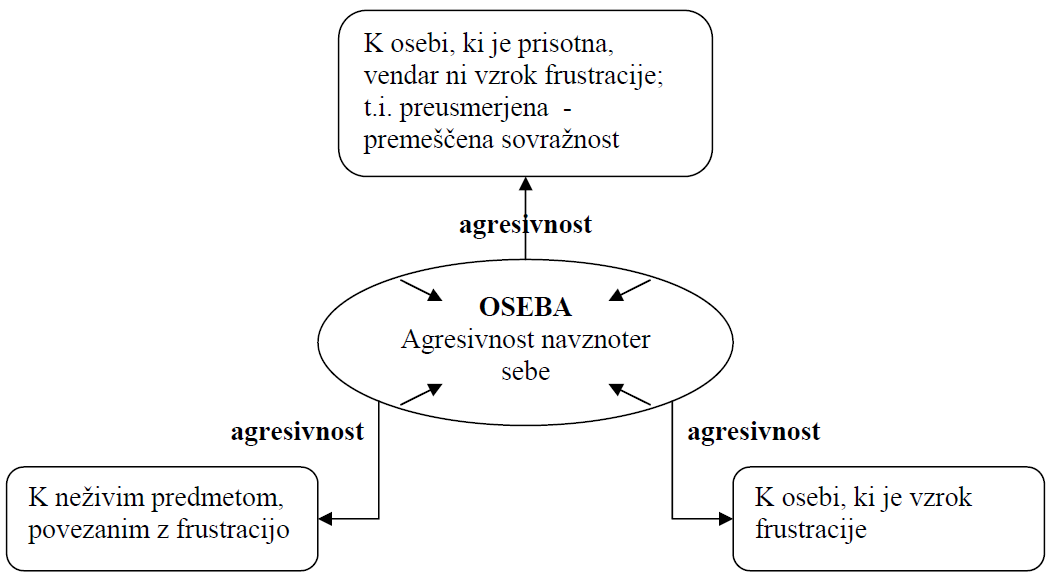 K osebi, ki je prisotna,
vendar ni vzrok frustracije;
t.i. preusmerjena -
premeščena sovražnost
agresivnost
OSEBA
Agresivnost navznoter
sebe
agresivnost
agresivnost
K neživim predmetom,
povezanim z frustracijo
K osebi, ki je vzrok
frustracije